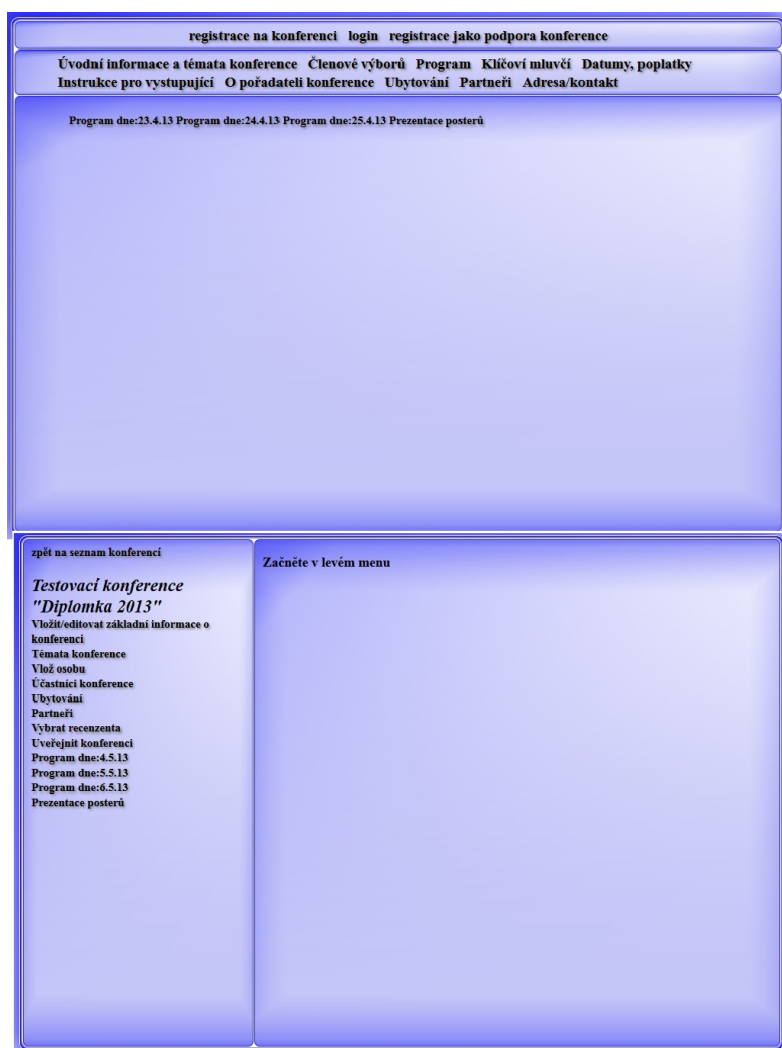 registrace na konferenci login registrace jako podpora konference
Úvodní informace a témata konference Členové výborů Program Klíčoví mluvčí Datumy, poplatky
Instrukce pro vystupující O pořadateli konference Ubytování Partneři Adresa/kontakt
Program dne:23.4.13 Program dne:24.4.13 Program dne:25.4.13 Prezentace posterů
zpět na seznam konferencí
Testovací konference
"Diplomka 2013"
Vložit/editovat základní informace o
konferenci
Témata konference
Vlož osobu
Účastníci konference
Ubytování
Partneři
Vybrat recenzenta
Uveřejnit konferenci
Program dne:4.5.13
Program dne:5.5.13
Program dne:6.5.13
Prezentace posterů
Začněte v levém menu